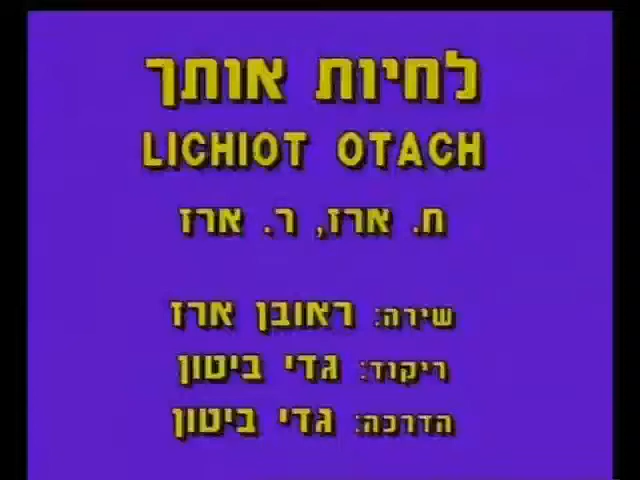 לחיות אותך
LICHIOT OTACH
ח. ארז, ר. ארז
שירה: ראובן ארז
ריקוד: גדי ביטון
הדרכה: גדי ביטון